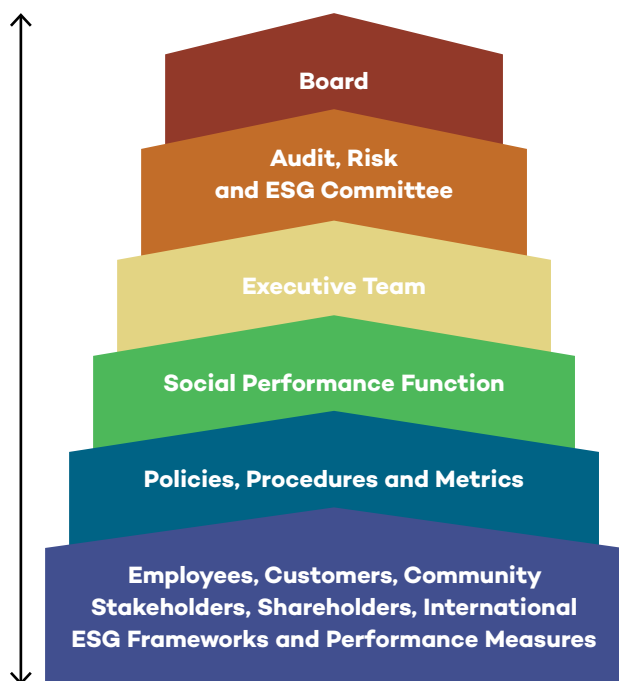 Board
Audit, Risk
and ESG Committee
Executive Team
Social Performance Function
Policies, Procedures and Metrics
Employees, Customers, Community
Stakeholders, Shareholders, International
ESG Frameworks and Performance Measures